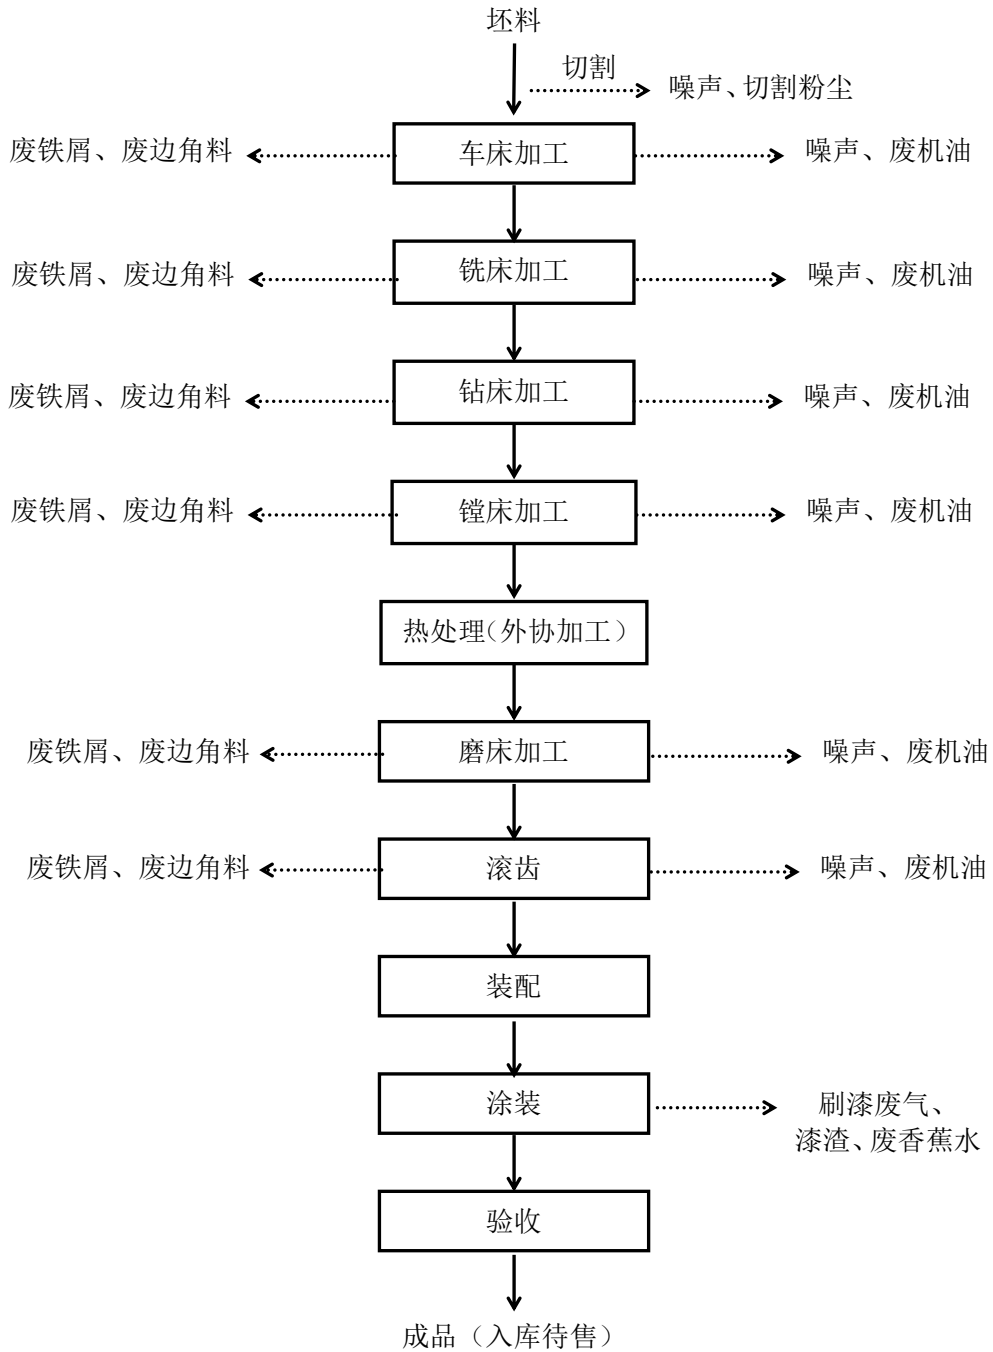 坯料
切割
噪声、切割粉尘
废铁屑、废边角料
车床加工
噪声、废机油
废铁屑、废边角料
铣床加工
噪声、废机油
废铁屑、废边角料
钻床加工
噪声、废机油
废铁屑、废边角料
镗床加工
噪声、废机油
热处理(外协加工)
废铁屑、废边角料
磨床加工
噪声、废机油
废铁屑、废边角料
滚齿
噪声、废机油
装配
涂装
刷漆废气、
漆渣、废香蕉水
验收
成品（入库待售）